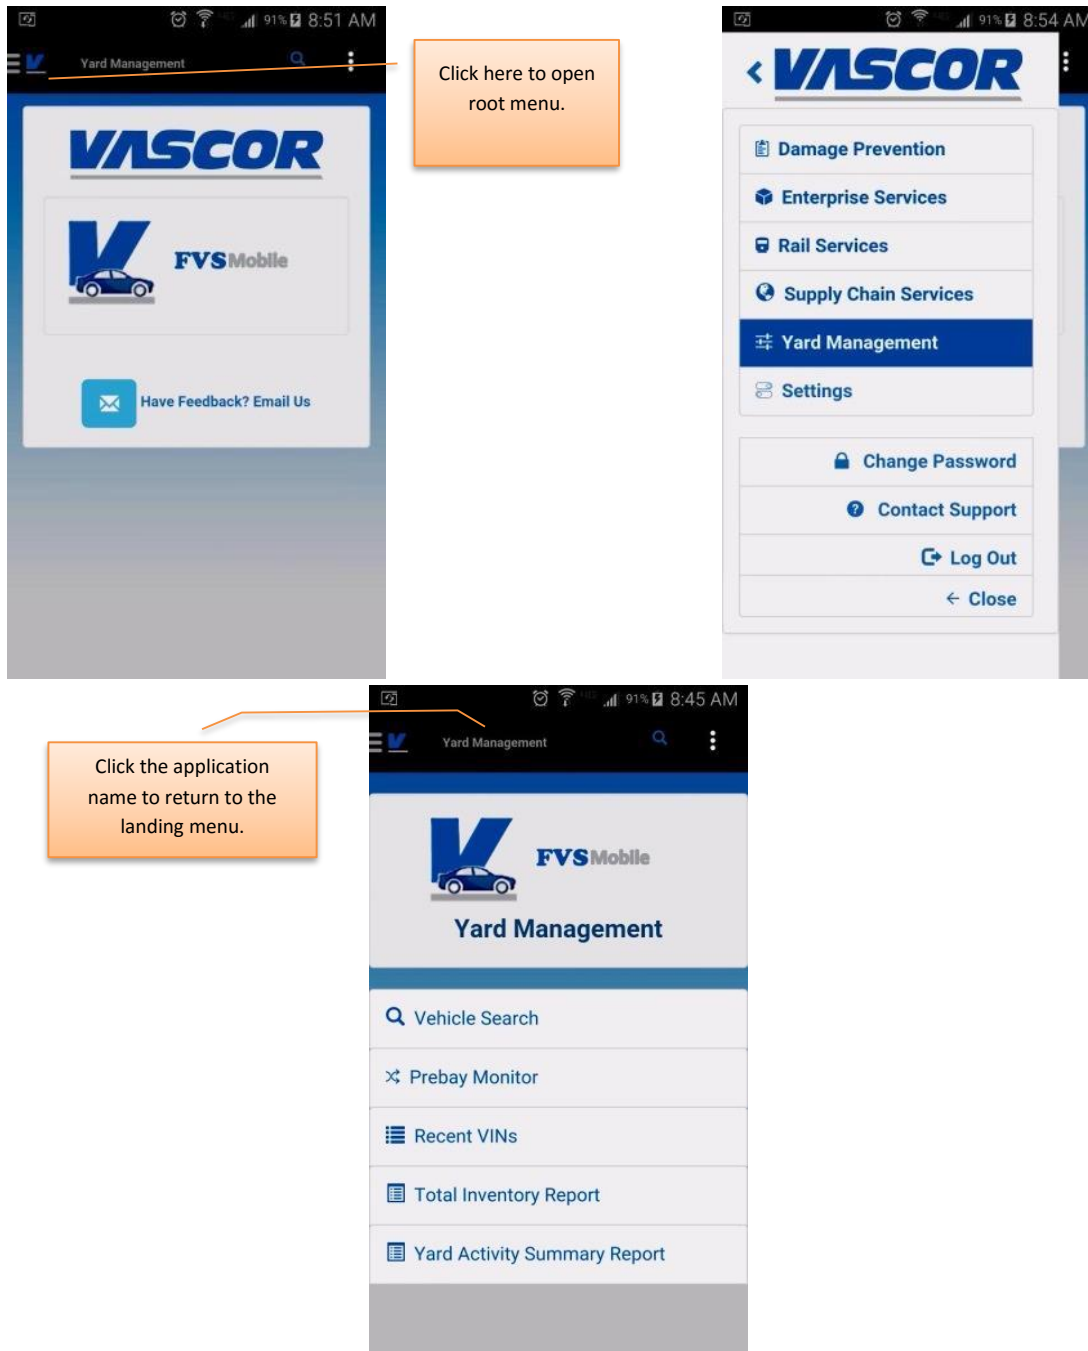 91% 8:51 AM
Yard Management
VASCOR
FVSMobile
Have Feedback? Email Us
Click here to open
root menu.
91% 8:54 AM
VASCOR
Damage Prevention
Enterprise Services
Rail Services
Supply Chain Services
Yard Management
Settings
Change Password
Contact Support
Log Out
Close
Click the application
name to return to the
landing menu.
91% 8:45 AM
Yard Management
FVSMobile
Yard Management
Vehicle Search
Prebay Monitor
Recent VINs
Total Inventory Report
Yard Activity Summary Report